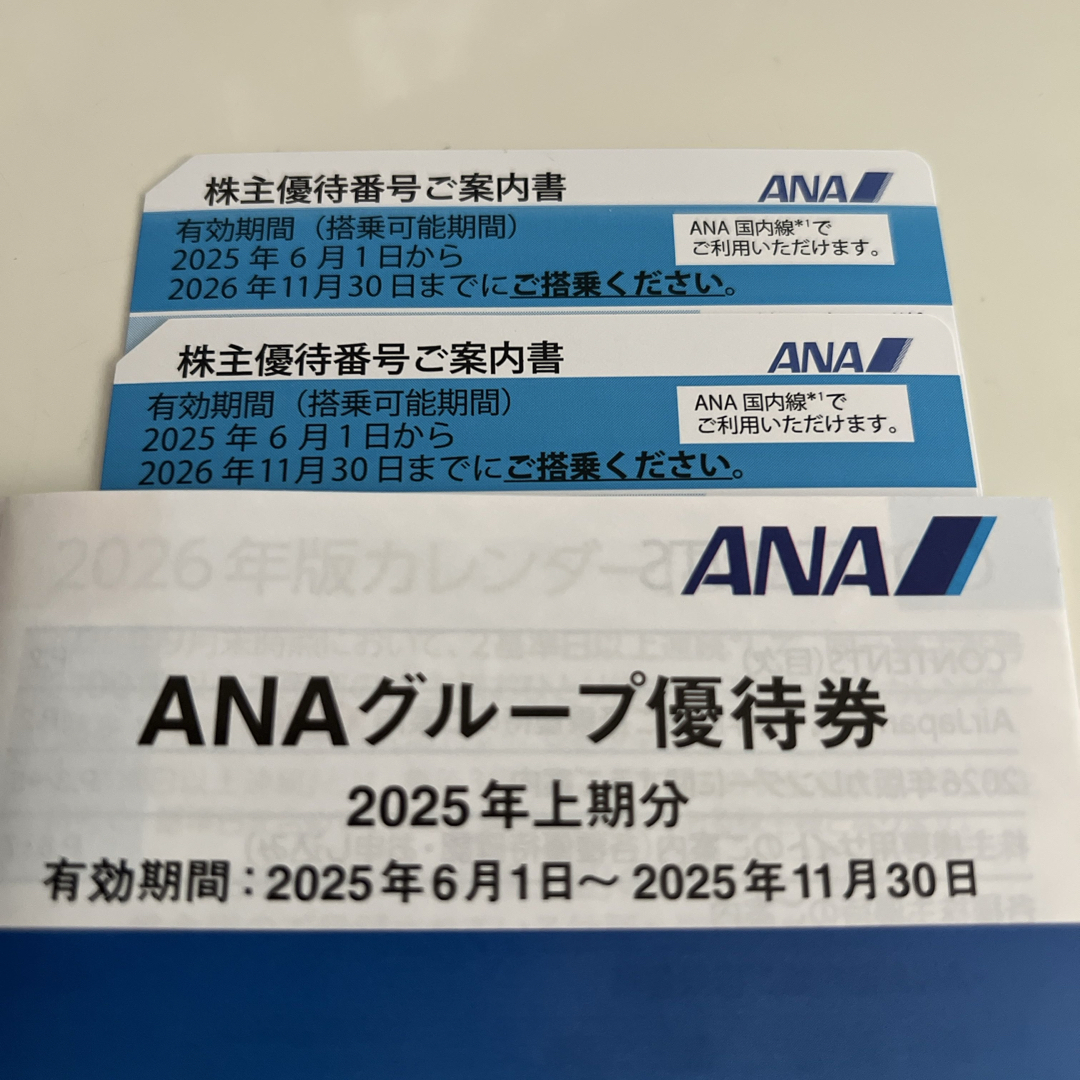 株主優待番号ご案内書
ANA
有効期間（搭乗可能期間）
2025年6月1日から
2026年11月30日までにご搭乗ください。
ANA国内線*1で
ご利用いただけます。
株主優待番号ご案内書
ANA
有効期間（搭乗可能期間）
2025年6月1日から
2026年11月30日までにご搭乗ください。
ANA国内線*1で
ご利用いただけます。
ANA
2026年版カレンダー
CONTENTS(目次)
ANAグループ優待券
2025年上期分
有効期間：2025年6月1日～2025年11月30日